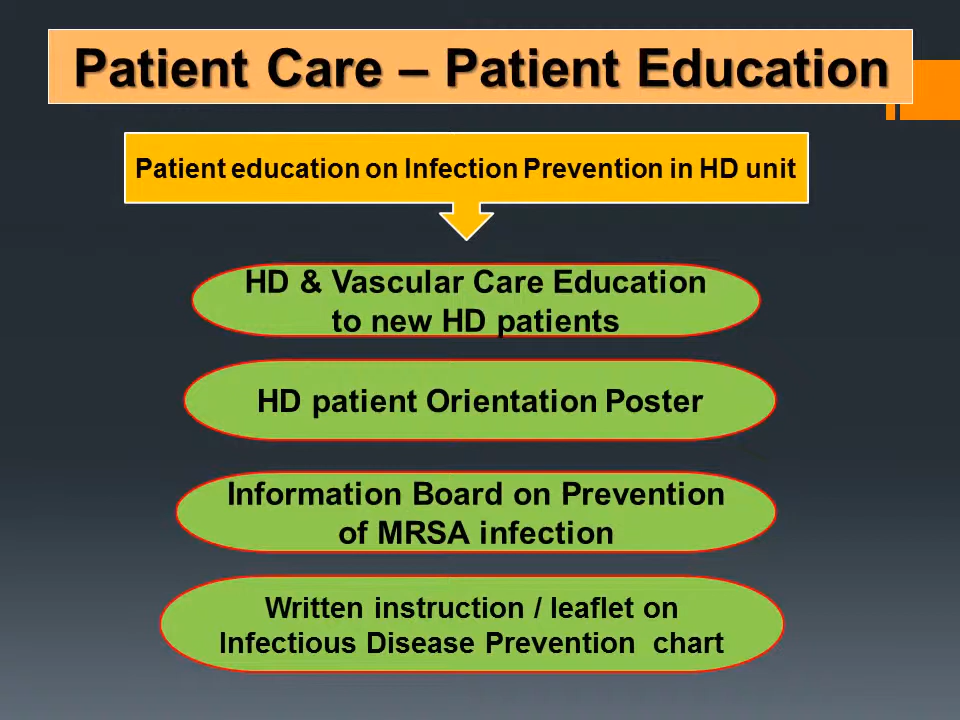 Patient Care – Patient Education
Patient education on Infection Prevention in HD unit
HD & Vascular Care Education
to new HD patients
HD patient Orientation Poster
Information Board on Prevention
of MRSA infection
Written instruction / leaflet on
Infectious Disease Prevention  chart